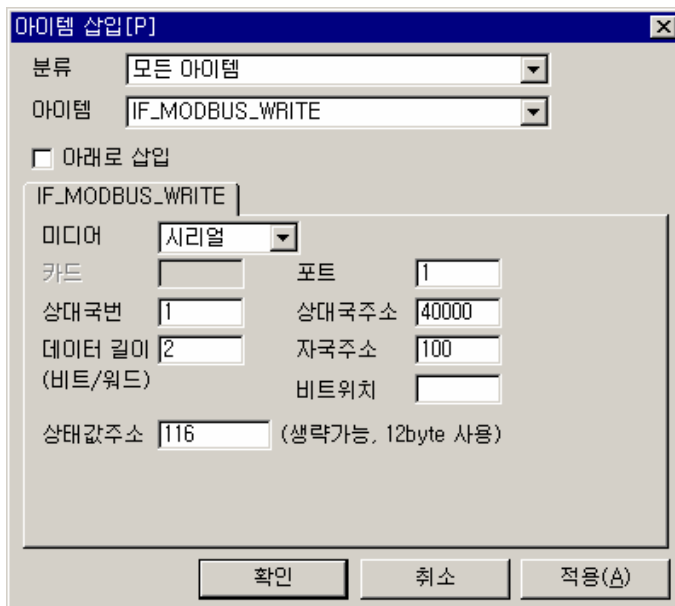 아이템 삽입[P]
분류 모든 아이템
아이템 IF_MODBUS_WRITE
아래로 삽입
IF_MODBUS_WRITE
미디어 시리얼
카드 포트 1
상대국번 1 상대국주소 40000
데이터 길이 2 자국주소 100
(비트/워드) 비트위치
상태값주소 116 (생략가능, 12byte 사용)
확인 취소 적용(A)